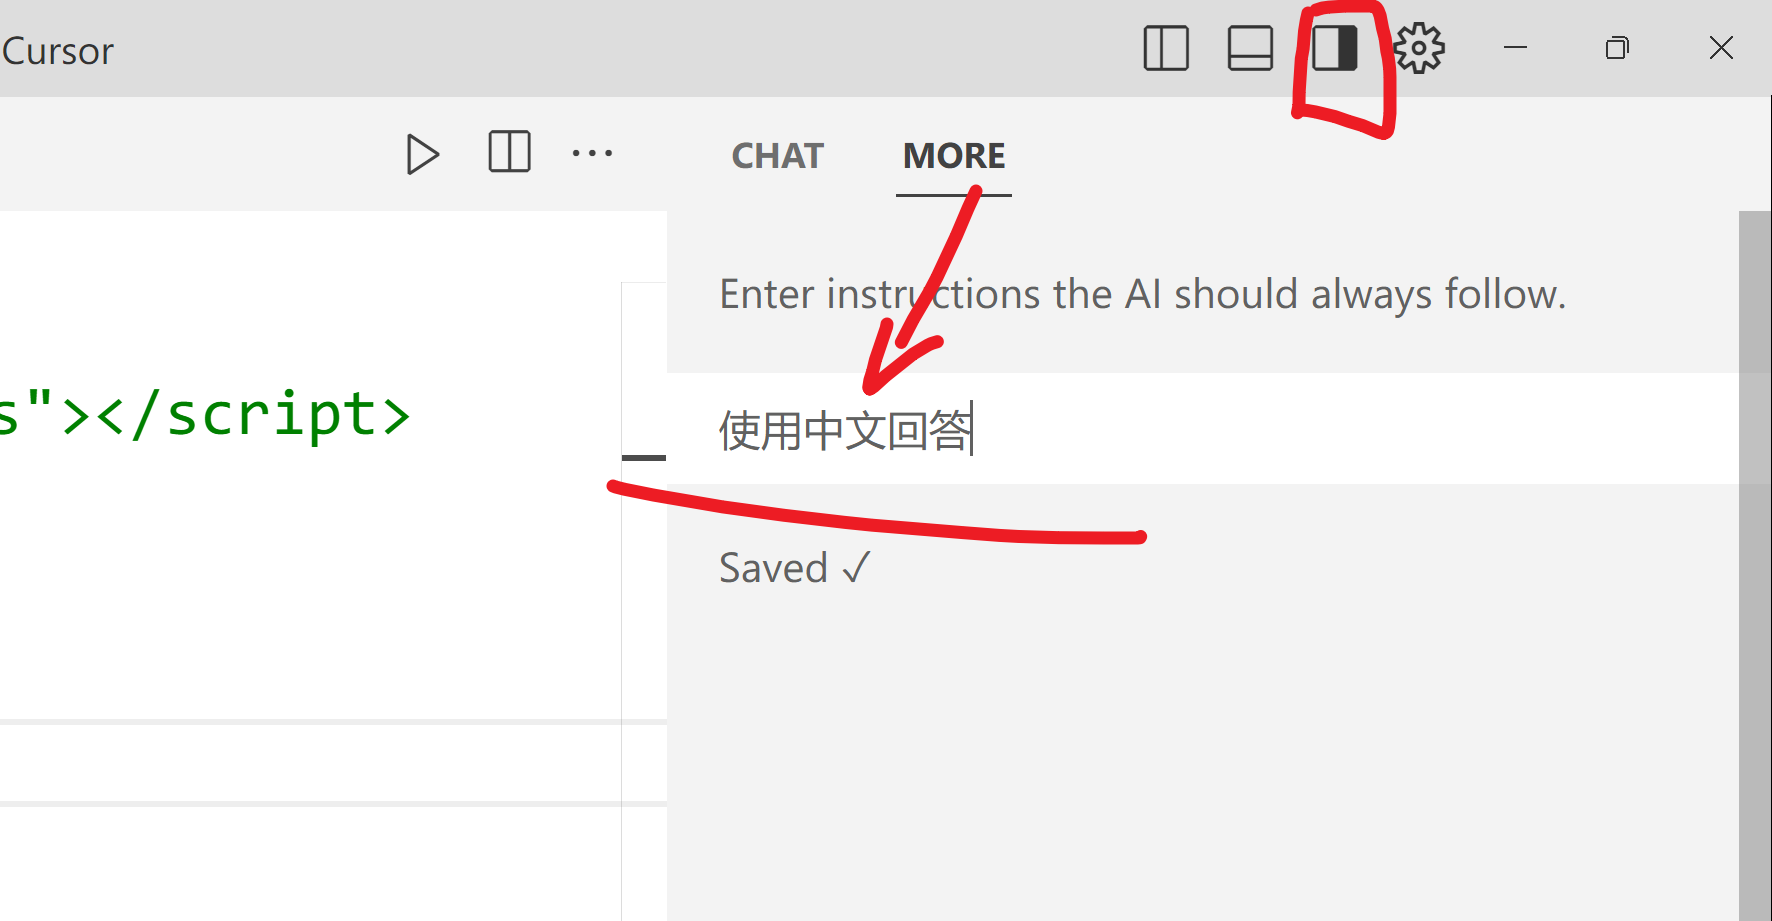 Cursor
CHAT MORE
Enter instructions the AI should always follow.
s"></script>
使用中文回答
Saved ✓